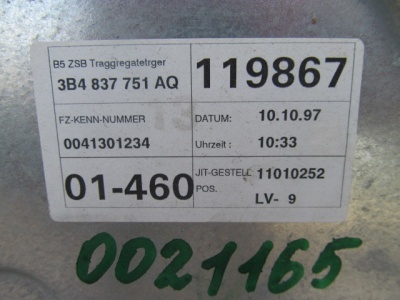 B5 ZSB Traggregatetrger
3B4 837 751 AQ
119867
FZ-KENN-NUMMER
0041301234
DATUM: 10.10.97
Uhrzeit : 10:33
01-460
JIT-GESTELL 11010252
POS. LV- 9
0021165